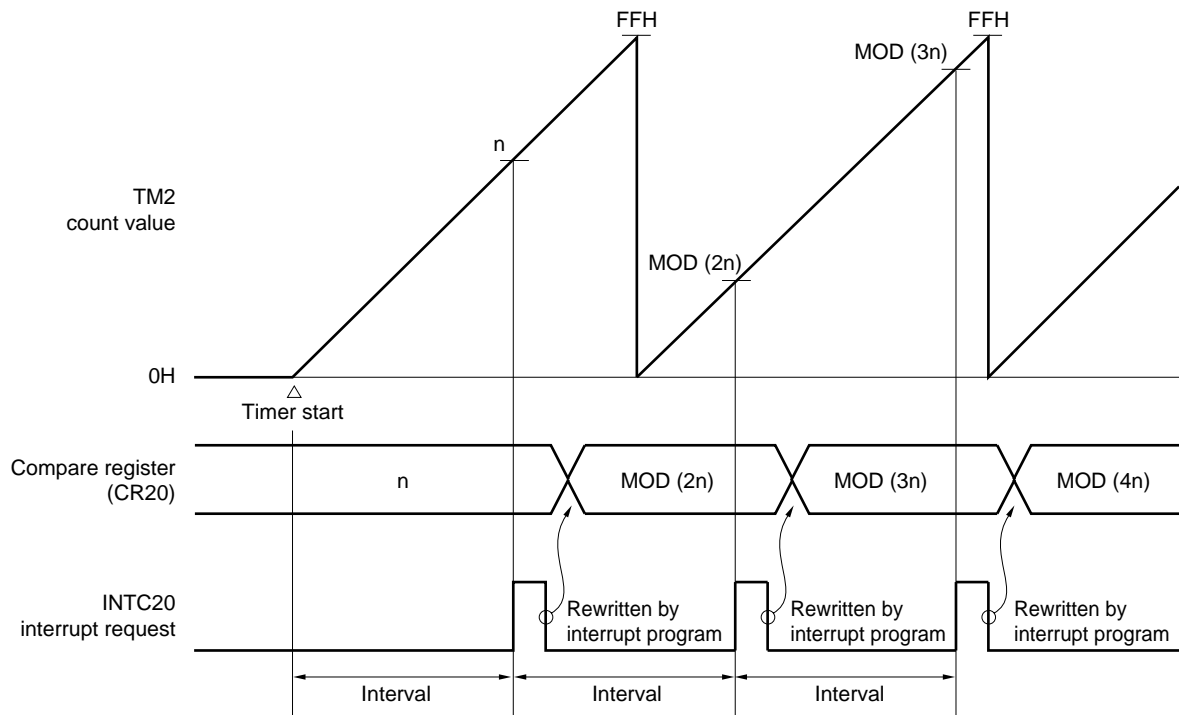 FFH
FFH
MOD (3n)
n
TM2
count value
MOD (2n)
0H
Timer start
Compare register
(CR20)
n
MOD (2n)
MOD (3n)
MOD (4n)
INTC20
interrupt request
Rewritten by
interrupt program
Rewritten by
interrupt program
Rewritten by
interrupt program
Interval
Interval
Interval